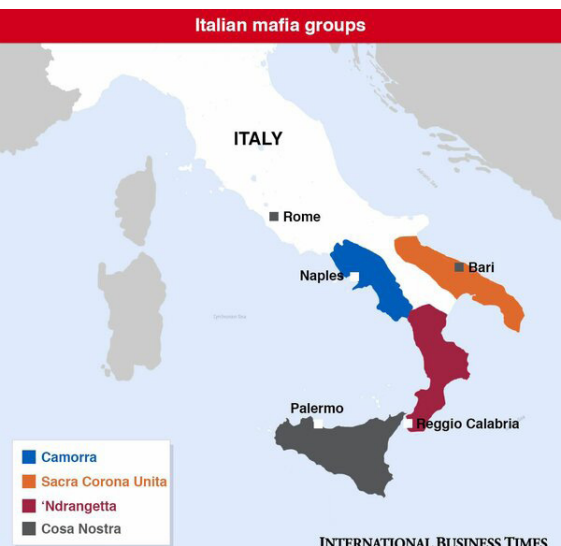 Italian mafia groups
ITALY
Rome
Naples
Bari
Palermo
Reggio Calabria
Camorra
Sacra Corona Unita
‘Ndrangetta
Cosa Nostra
INTERNATIONAL BUSINESS TIMES